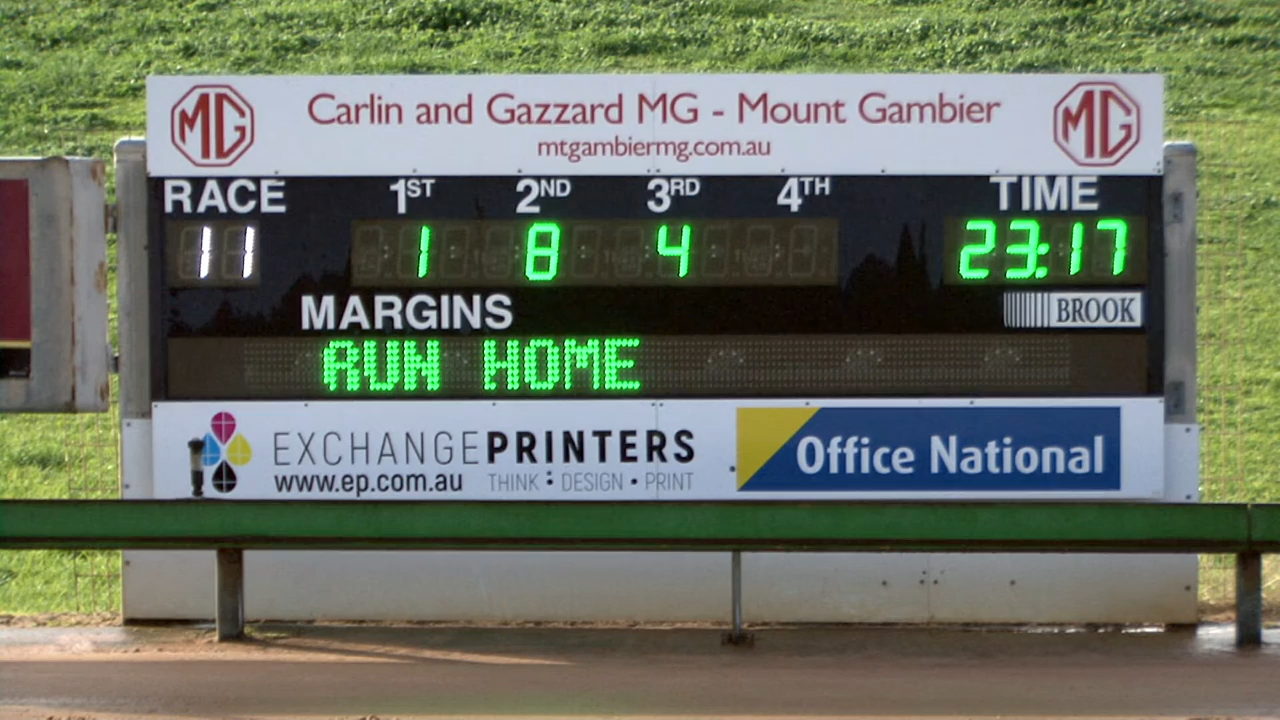 MG Carlin and Gazzard MG - Mount Gambier MG
mtgambiermg.com.au
RACE 1ST 2ND 3RD 4TH TIME
11 1 8 4 23:17
MARGINS BROOK
RUN HOME
EXCHANGEPRINTERS Office National
www.ep.com.au THINK : DESIGN • PRINT